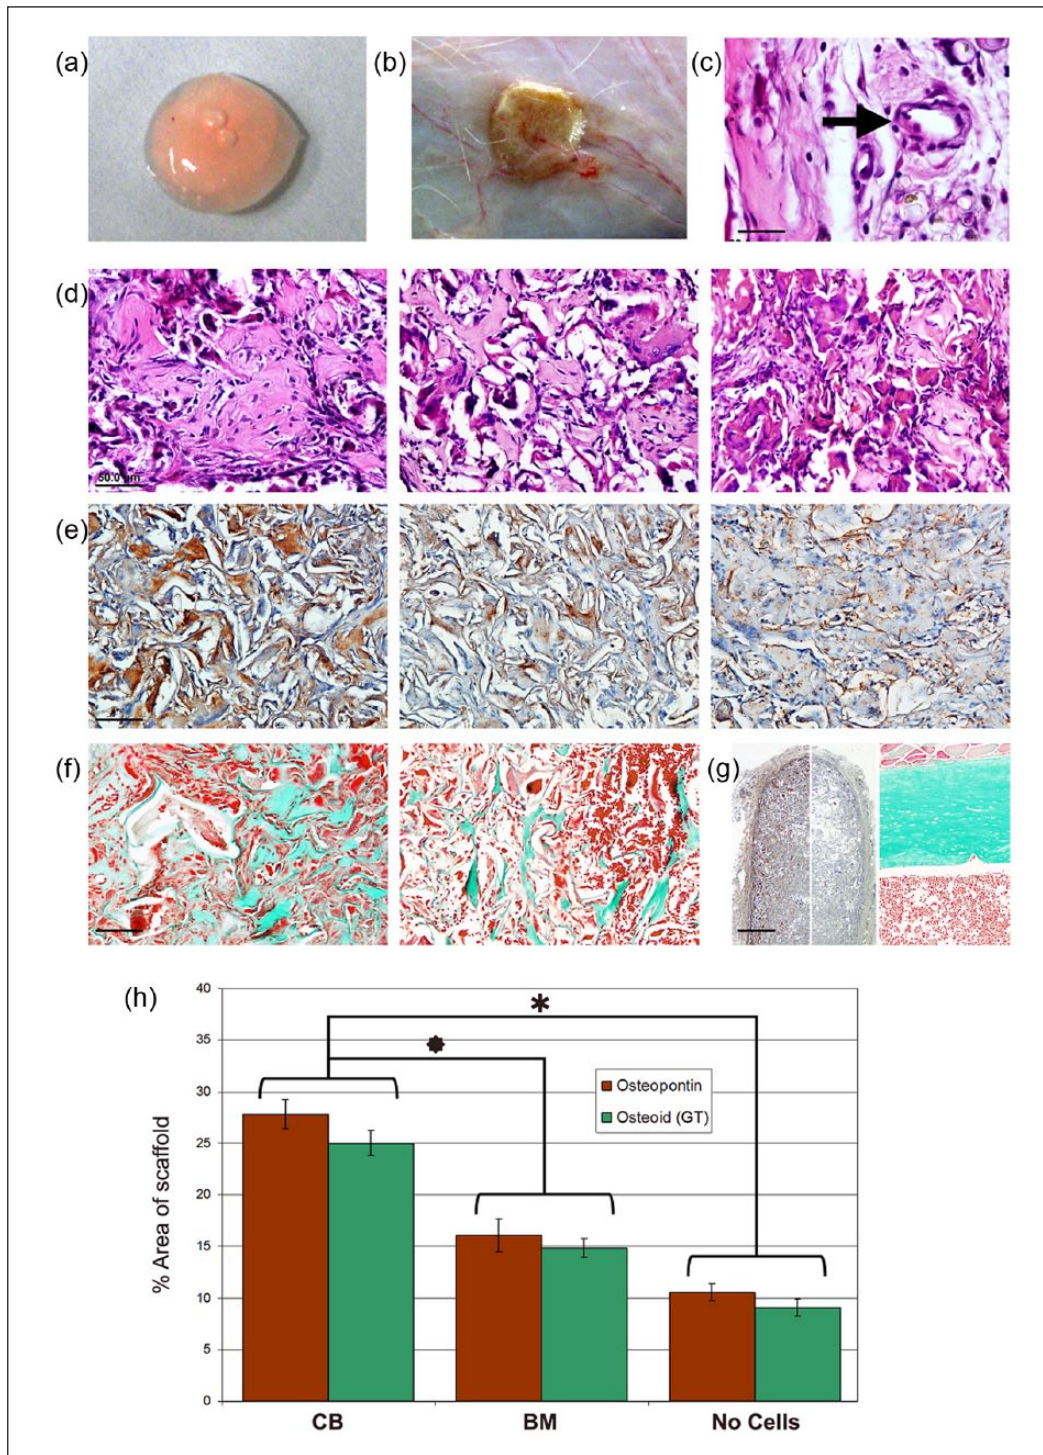 (a)
(b)
(c)
(d)
50.0 μm
(e)
(f)
(g)
(h)
40
35
30
25
20
15
10
5
0
% Area of scaffold
*
Osteopontin
Osteoid (GT)
CB
BM
No Cells